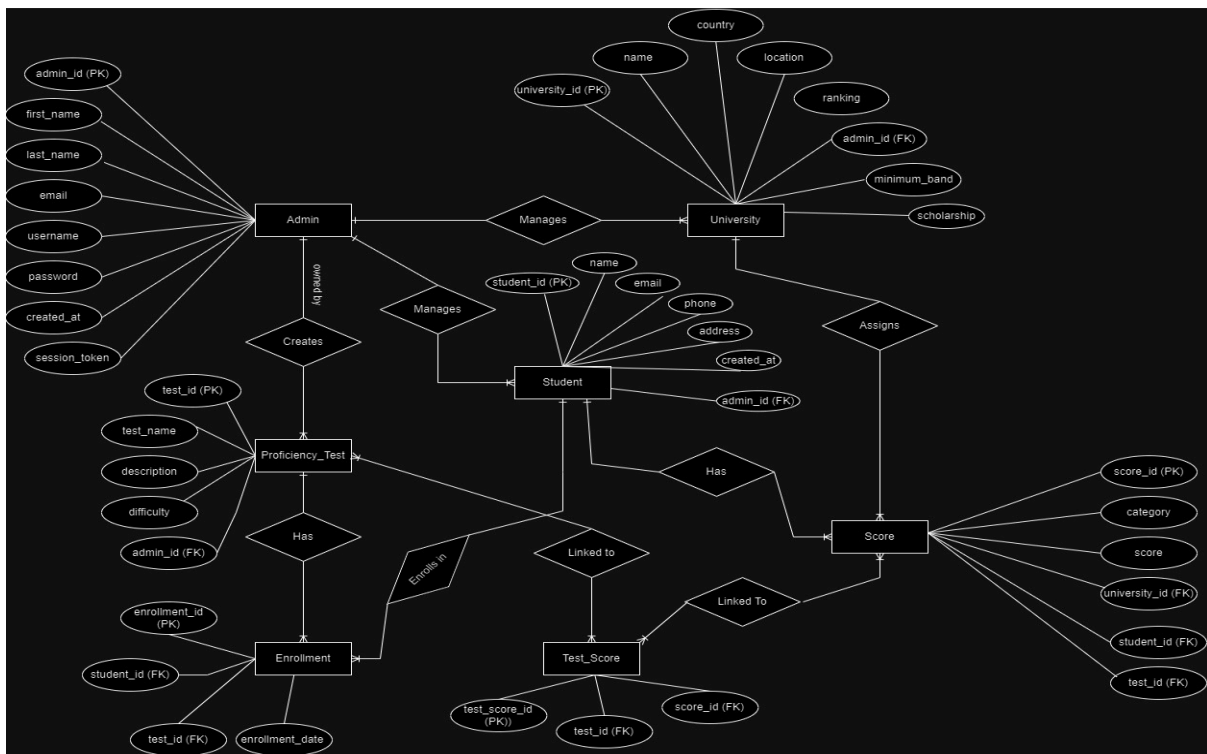 country
name
location
admin_id (PK)
university_id (PK)
ranking
first_name
admin_id (FK)
last_name
minimum_band
email
Admin
Manages
University
scholarship
username
owned by
name
student_id (PK)
email
password
phone
Manages
created_at
address
Assigns
Creates
session_token
created_at
Student
test_id (PK)
admin_id (FK)
test_name
Proficiency_Test
description
Has
score_id (PK)
difficulty
category
Has
Score
admin_id (FK)
Linked to
score
Enrolls in
university_id (FK)
Linked To
enrollment_id
(PK)
student_id (FK)
Enrollment
Test_Score
student_id (FK)
test_id (FK)
test_score_id
(PK))
score_id (FK)
test_id (FK)
test_id (FK)
enrollment_date